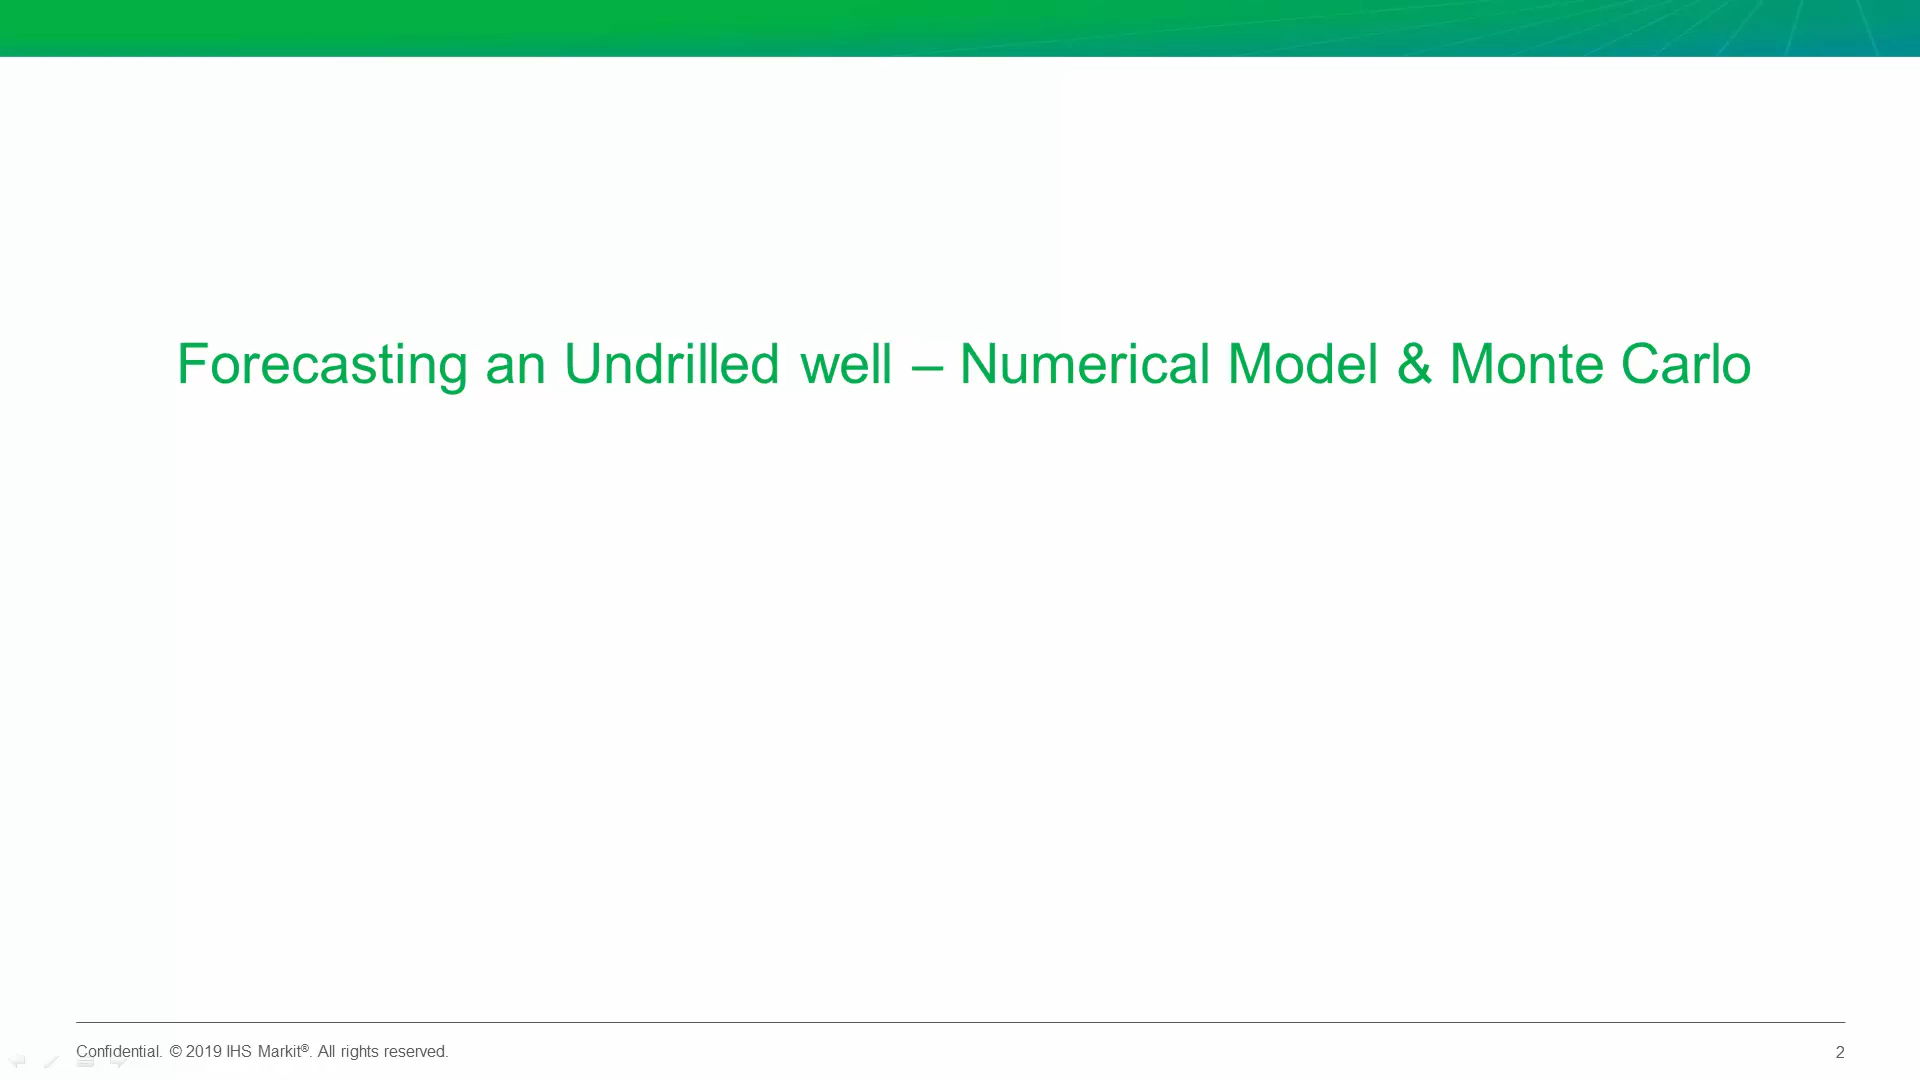 Forecasting an Undrilled well – Numerical Model & Monte Carlo
Confidential. © 2019 IHS Markit®. All rights reserved.
2